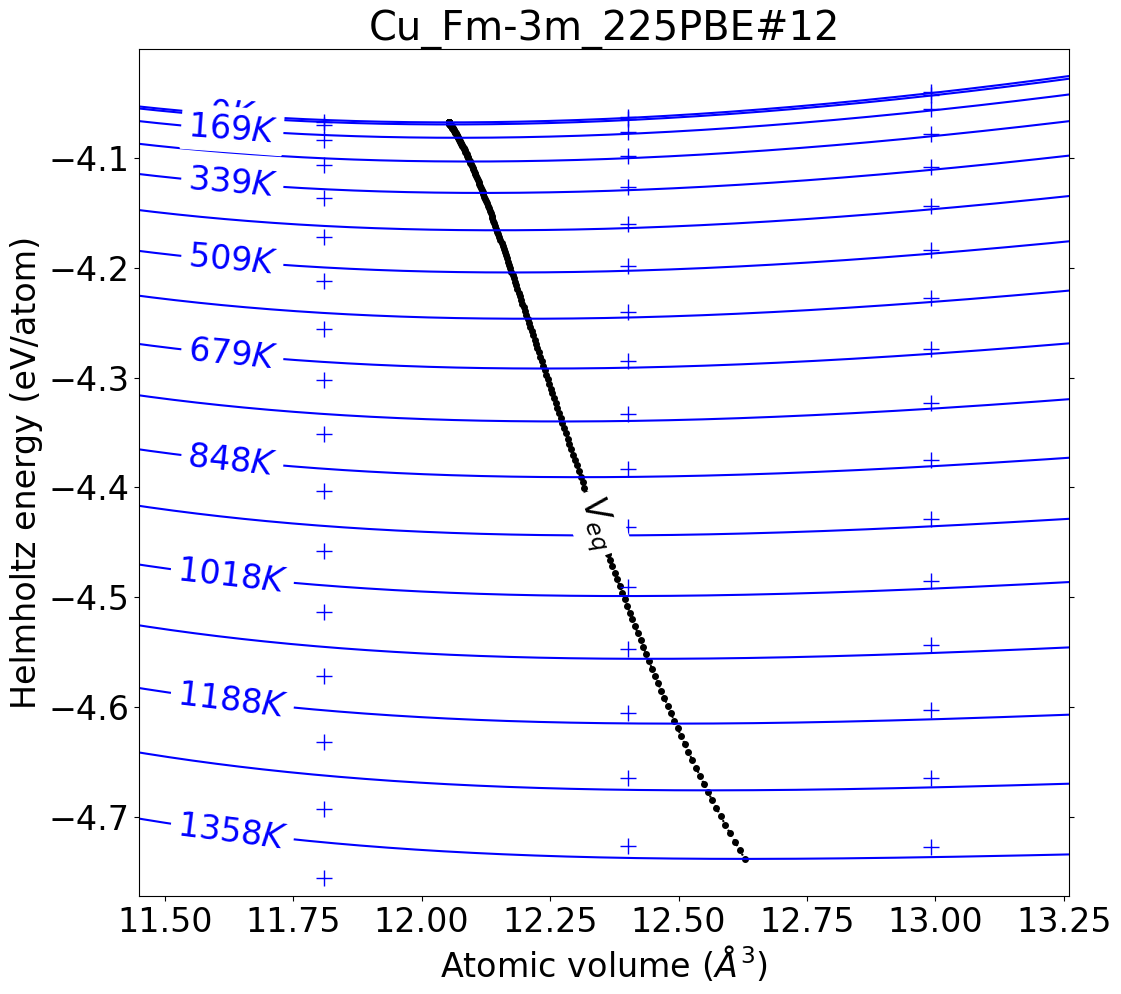 Cu_Fm-3m_225PBE#12
Helmholtz energy (eV/atom)
−4.1
−4.2
−4.3
−4.4
−4.5
−4.6
−4.7
0K
169K
339K
509K
679K
848K
1018K
1188K
1358K
V_eq
11.50 11.75 12.00 12.25 12.50 12.75 13.00 13.25
Atomic volume (Å³)